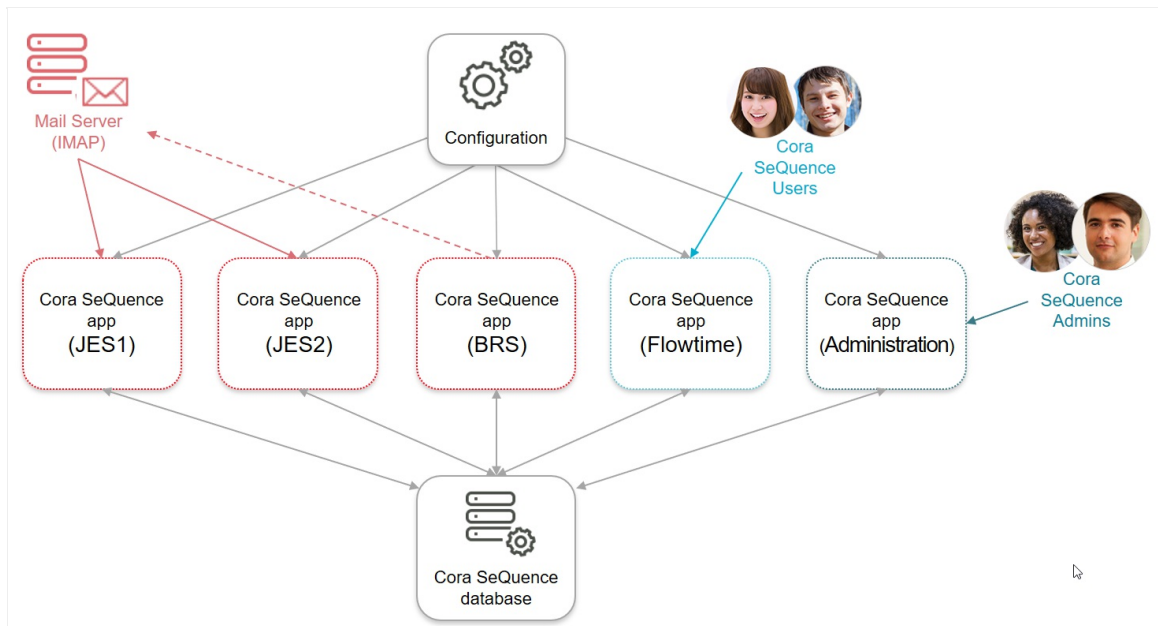 Mail Server
(IMAP)
Configuration
Cora
SeQuence
Users
Cora
SeQuence
Admins
Cora SeQuence
app
(JES1)
Cora SeQuence
app
(JES2)
Cora SeQuence
app
(BRS)
Cora SeQuence
app
(Flowtime)
Cora SeQuence
app
(Administration)
Cora SeQuence
database